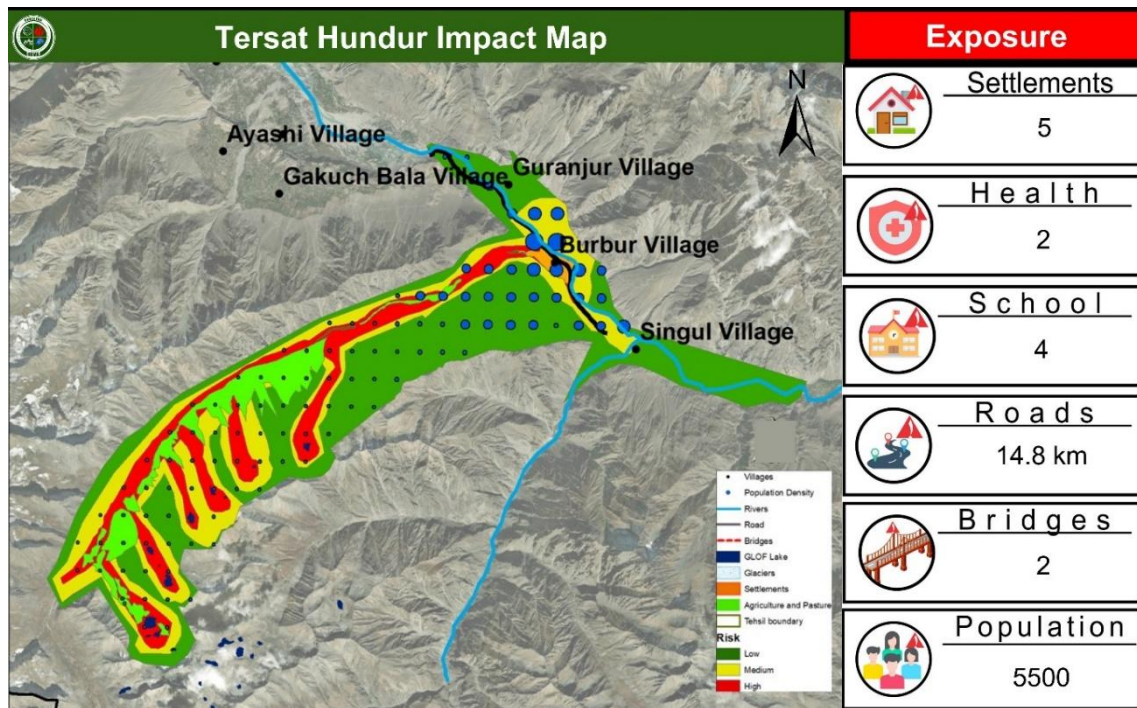 Tersat Hundur Impact Map
Exposure
N
Ayashi Village
Gakuch Bala Village
Guranjur Village
Burbur Village
Singul Village
Villages
Population Density
Rivers
Road
Bridges
GLOF Lake
Glaciers
Settlements
Agriculture and Pasture
Tehsil boundary
Risk
Low
Medium
High
Settlements
5
Health
2
School
4
Roads
14.8 km
Bridges
2
Population
5500